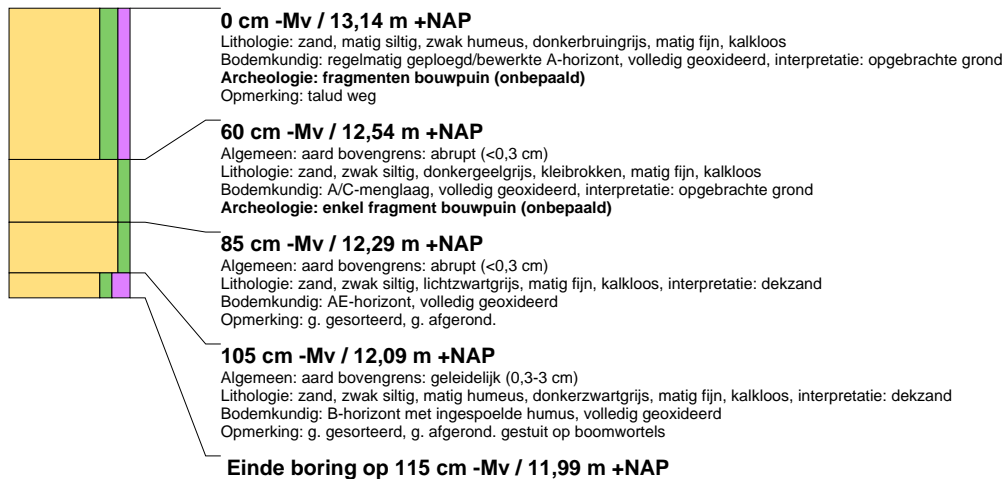 0 cm -Mv / 13,14 m +NAP
Lithologie: zand, matig siltig, zwak humeus, donkerbruingrijs, matig fijn, kalkloos
Bodemkundig: regelmatig geploegd/bewerkte A-horizont, volledig geoxideerd, interpretatie: opgebrachte grond
Archeologie: fragmenten bouwpuin (onbepaald)
Opmerking: talud weg
60 cm -Mv / 12,54 m +NAP
Algemeen: aard bovengrens: abrupt (<0,3 cm)
Lithologie: zand, zwak siltig, donkergeelgrijs, kleibrokken, matig fijn, kalkloos
Bodemkundig: A/C-menglaag, volledig geoxideerd, interpretatie: opgebrachte grond
Archeologie: enkel fragment bouwpuin (onbepaald)
85 cm -Mv / 12,29 m +NAP
Algemeen: aard bovengrens: abrupt (<0,3 cm)
Lithologie: zand, zwak siltig, lichtzwartgrijs, matig fijn, kalkloos, interpretatie: dekzand
Bodemkundig: AE-horizont, volledig geoxideerd
Opmerking: g. gesorteerd, g. afgerond.
105 cm -Mv / 12,09 m +NAP
Algemeen: aard bovengrens: geleidelijk (0,3-3 cm)
Lithologie: zand, zwak siltig, matig humeus, donkerzwartgrijs, matig fijn, kalkloos, interpretatie: dekzand
Bodemkundig: B-horizont met ingespoelde humus, volledig geoxideerd
Opmerking: g. gesorteerd, g. afgerond. gestuit op boomwortels
Einde boring op 115 cm -Mv / 11,99 m +NAP